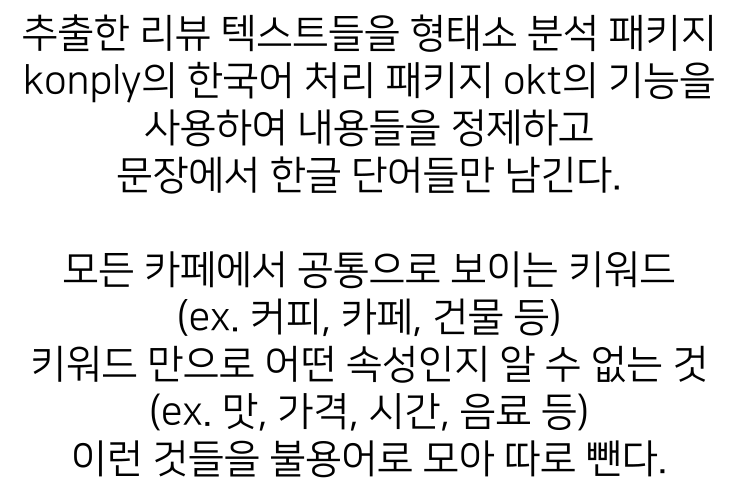 추출한 리뷰 텍스트들을 형태소 분석 패키지
konply의 한국어 처리 패키지 okt의 기능을
사용하여 내용들을 정제하고
문장에서 한글 단어들만 남긴다.
모든 카페에서 공통으로 보이는 키워드
(ex. 커피, 카페, 건물 등)
키워드 만으로 어떤 속성인지 알 수 없는 것
(ex. 맛, 가격, 시간, 음료 등)
이런 것들을 불용어로 모아 따로 뺀다.